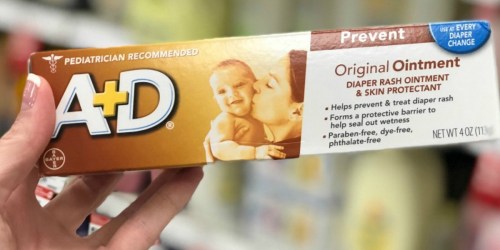 PEDIATRICIAN RECOMMENDED
A+D®
BAYER
Prevent
USE AT EVERY
DIAPER
CHANGE
Original Ointment
DIAPER RASH OINTMENT
& SKIN PROTECTANT
• Helps prevent & treat diaper rash
• Forms a protective barrier to
help seal out wetness
• Paraben-free, dye-free,
phthalate-free
NET WT 4 OZ